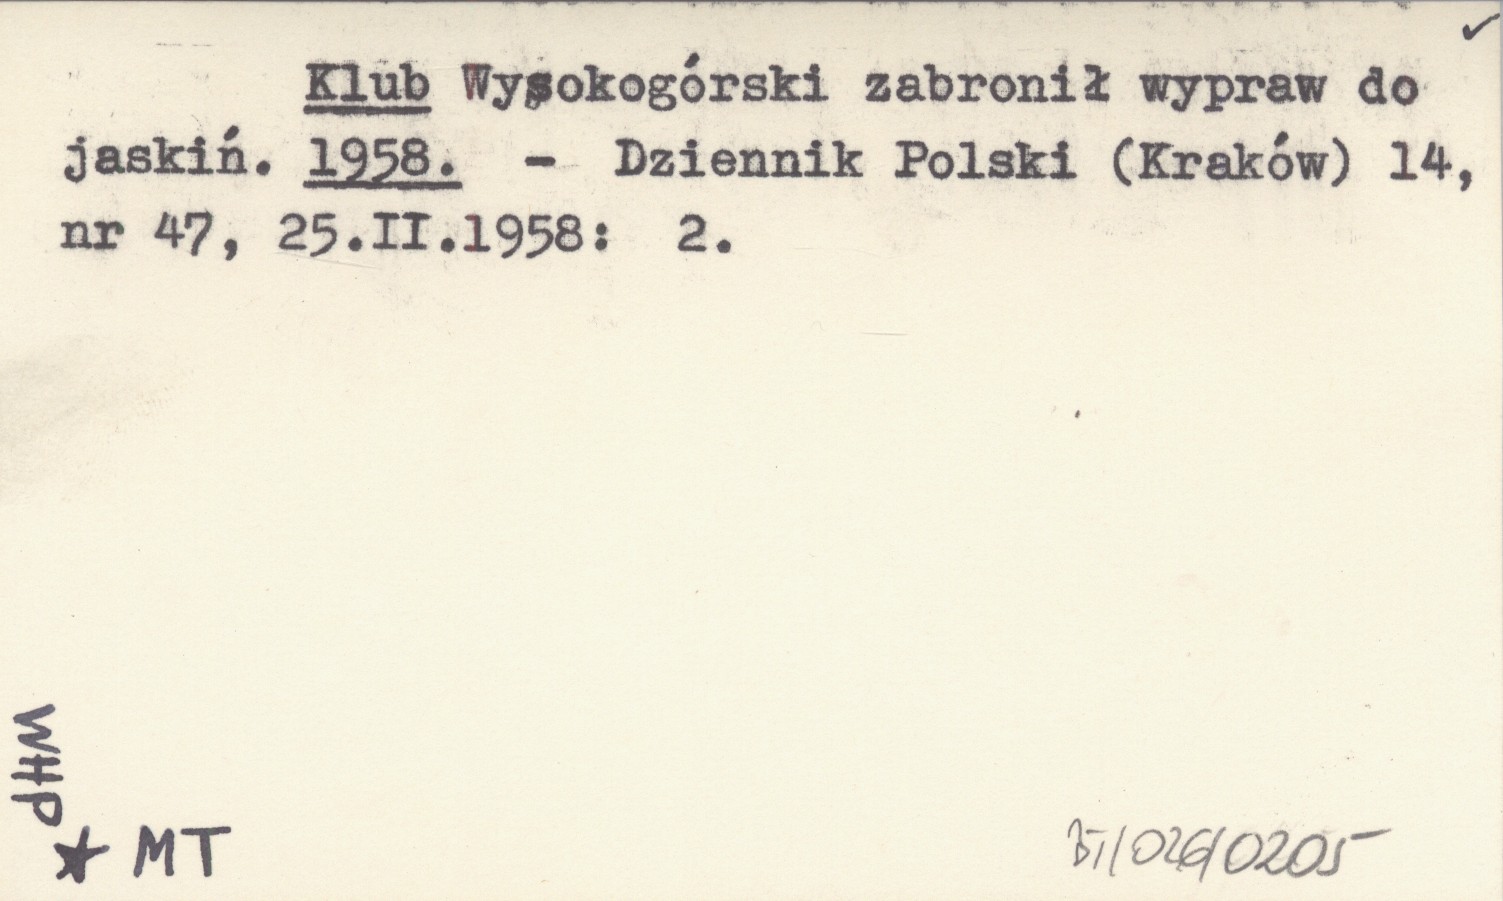 Klub Wysokogórski zabronił wypraw do
jaskiń. 1958. - Dziennik Polski (Kraków) 14,
nr 47, 25.II.1958: 2.
WHP
MT
BT/026/0205